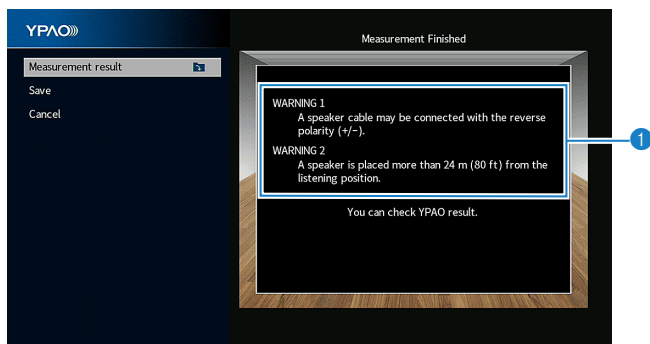 YPAO
Measurement Finished
Measurement result
Save
Cancel
WARNING 1
A speaker cable may be connected with the reverse
polarity (+/-).
WARNING 2
A speaker is placed more than 24 m (80 ft) from the
listening position.
You can check YPAO result.
1